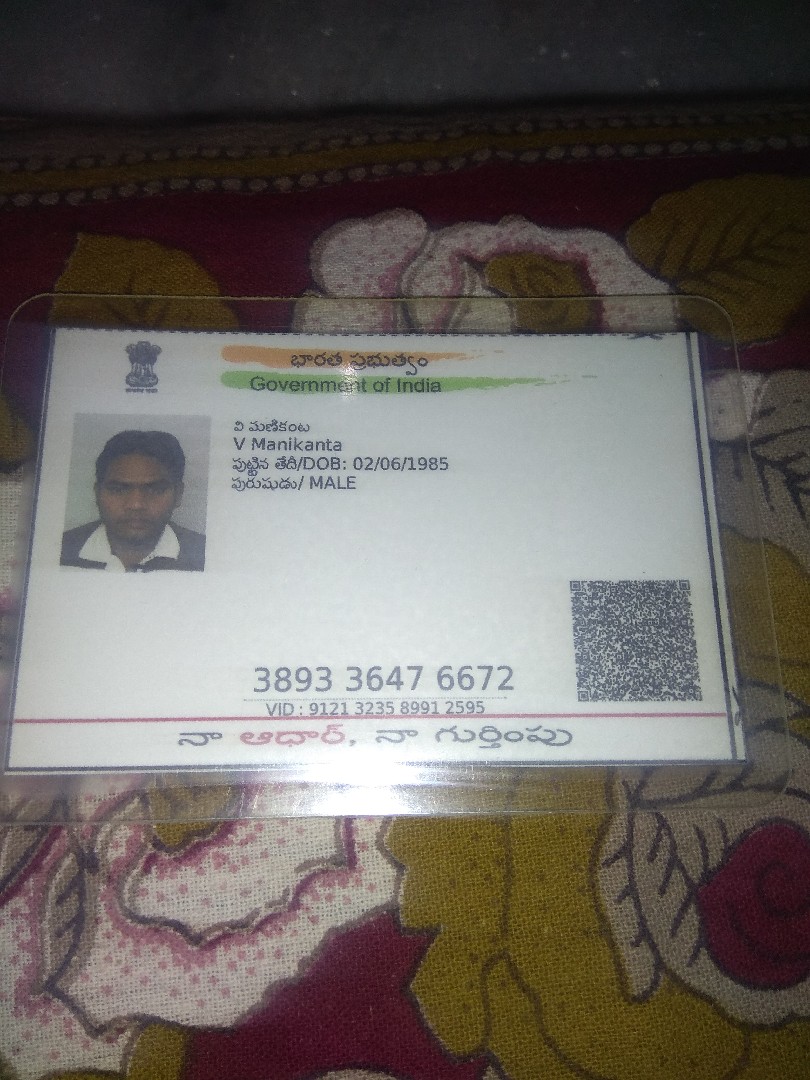 భారత ప్రభుత్వం
Government of India
వి మణికంట
V Manikanta
పుట్టిన తేదీ/DOB: 02/06/1985
పురుషుడు/ MALE
3893 3647 6672
VID : 9121 3235 8991 2595
నా ఆధార్, నా గుర్తింపు